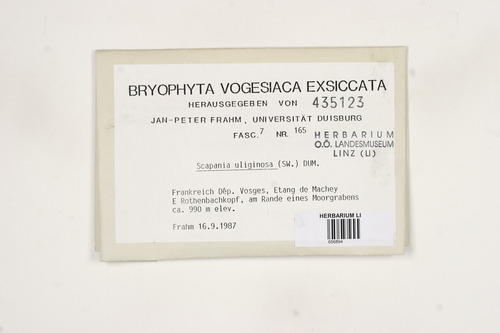 BRYOPHYTA VOGESIACA EXSICCATA
HERAUSGEGEBEN VON 435123
JAN-PETER FRAHM, UNIVERSITÄT DUISBURG
FASC. 7 NR. 165
HERBARIUM
O.Ö. LANDESMUSEUM
LINZ (LI)
Scapania uliginosa (SW.) DUM.
Frankreich Dêp. Vosges, Etang de Machey
E Rothenbachkopf, am Rande eines Moorgrabens
ca. 990 m elev.
Frahm 16.9.1987
HERBARIUM LI
656894